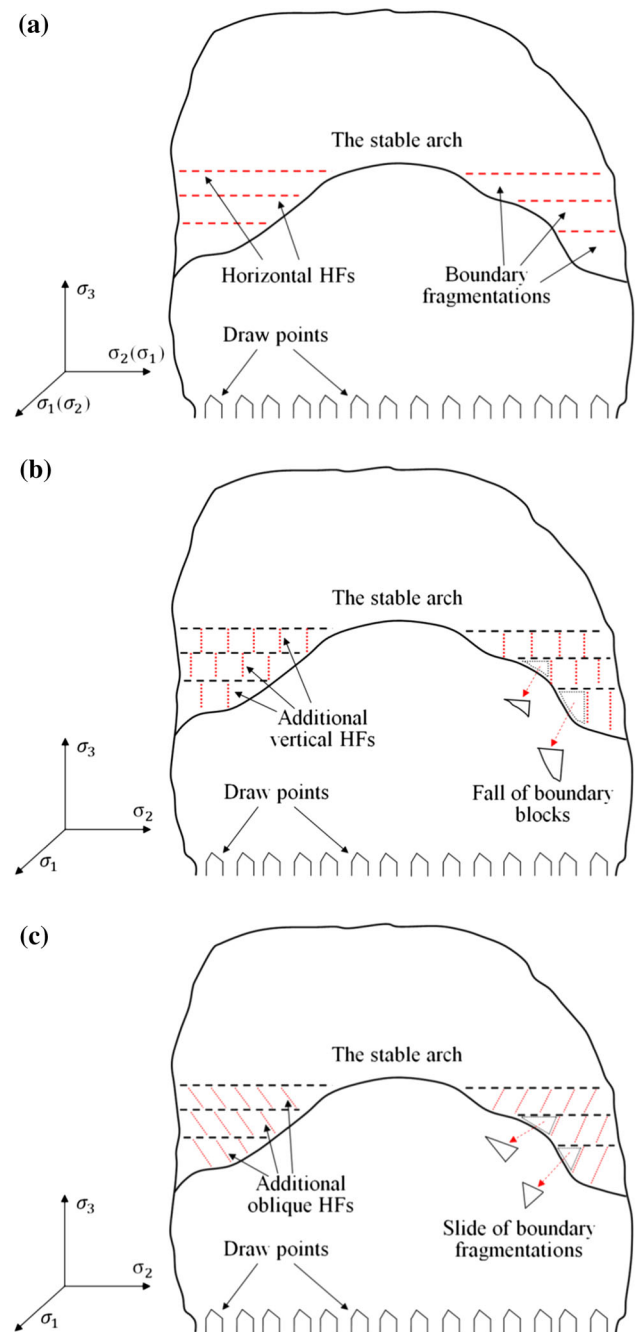 (a)
The stable arch
Horizontal HFs
Boundary
fragmentations
Draw points
σ₃
σ₂(σ₁)
σ₁(σ₂)
(b)
The stable arch
Additional
vertical HFs
Draw points
Fall of boundary
blocks
σ₃
σ₂
σ₁
(c)
The stable arch
Additional
oblique HFs
Draw points
Slide of boundary
fragmentations
σ₃
σ₂
σ₁